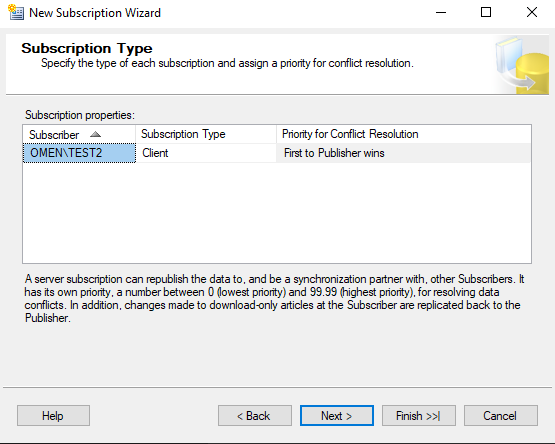 New Subscription Wizard
Subscription Type
Specify the type of each subscription and assign a priority for conflict resolution.
Subscription properties:
Subscriber Subscription Type Priority for Conflict Resolution
OMEN\TEST2 Client First to Publisher wins
A server subscription can republish the data to, and be a synchronization partner with, other Subscribers. It
has its own priority, a number between 0 (lowest priority) and 99.99 (highest priority), for resolving data
conflicts. In addition, changes made to download-only articles at the Subscriber are replicated back to the
Publisher.
Help < Back Next > Finish >>| Cancel